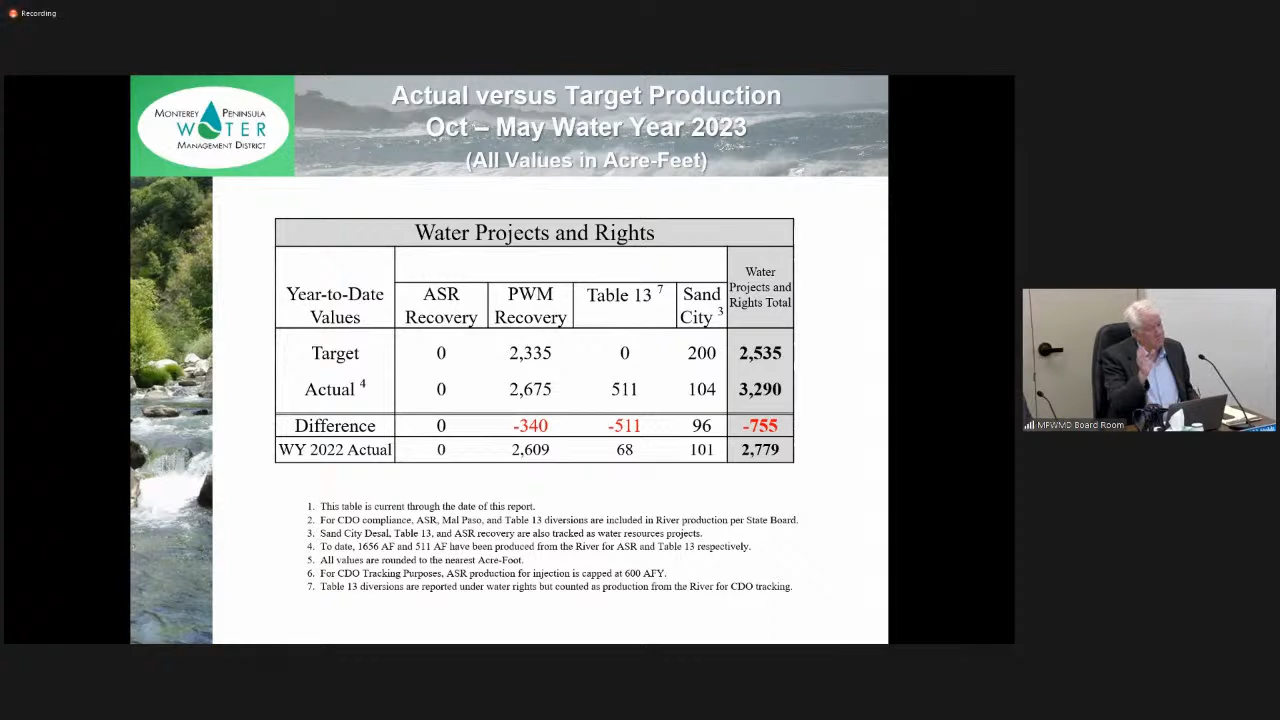 Recording
MONTEREY PENINSULA
WATER
MANAGEMENT DISTRICT
Actual versus Target Production
Oct – May Water Year 2023
(All Values in Acre-Feet)
Water Projects and Rights
Year-to-Date Values ASR Recovery PWM Recovery Table 13 7 Sand City 3 Water Projects and Rights Total
Target 0 2,335 0 200 2,535
Actual 4 0 2,675 511 104 3,290
Difference 0 -340 -511 96 -755
WY 2022 Actual 0 2,609 68 101 2,779
1. This table is current through the date of this report.
2. For CDO compliance, ASR, Mal Paso, and Table 13 diversions are included in River production per State Board.
3. Sand City Desal, Table 13, and ASR recovery are also tracked as water resources projects.
4. To date, 1656 AF and 511 AF have been produced from the River for ASR and Table 13 respectively.
5. All values are rounded to the nearest Acre-Foot.
6. For CDO Tracking Purposes, ASR production for injection is capped at 600 AFY.
7. Table 13 diversions are reported under water rights but counted as production from the River for CDO tracking.
MPWMD Board Room